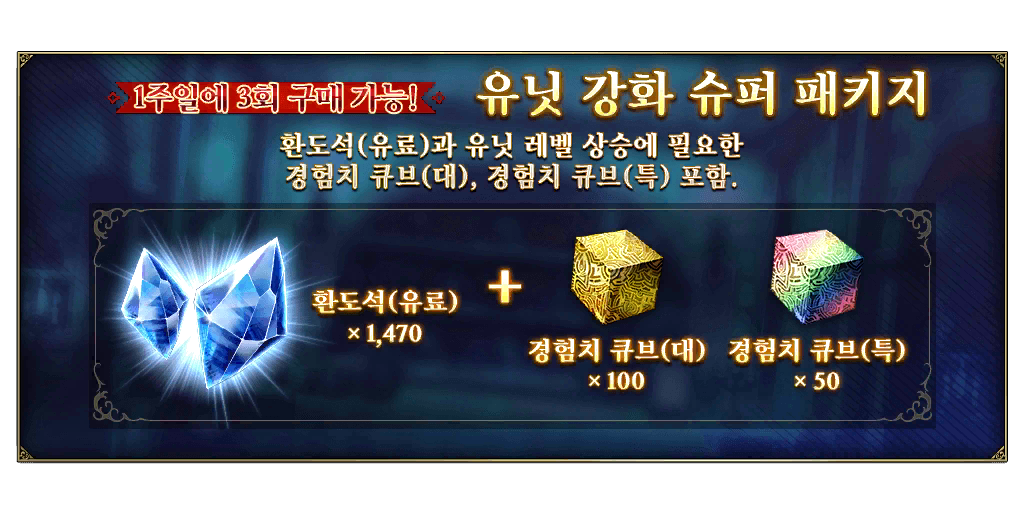 1주일에 3회 구매 가능!
유닛 강화 슈퍼 패키지
환도석(유료)과 유닛 레벨 상승에 필요한
경험치 큐브(대), 경험치 큐브(특) 포함.
환도석(유료)
×1,470
+
경험치 큐브(대)
×100
경험치 큐브(특)
×50